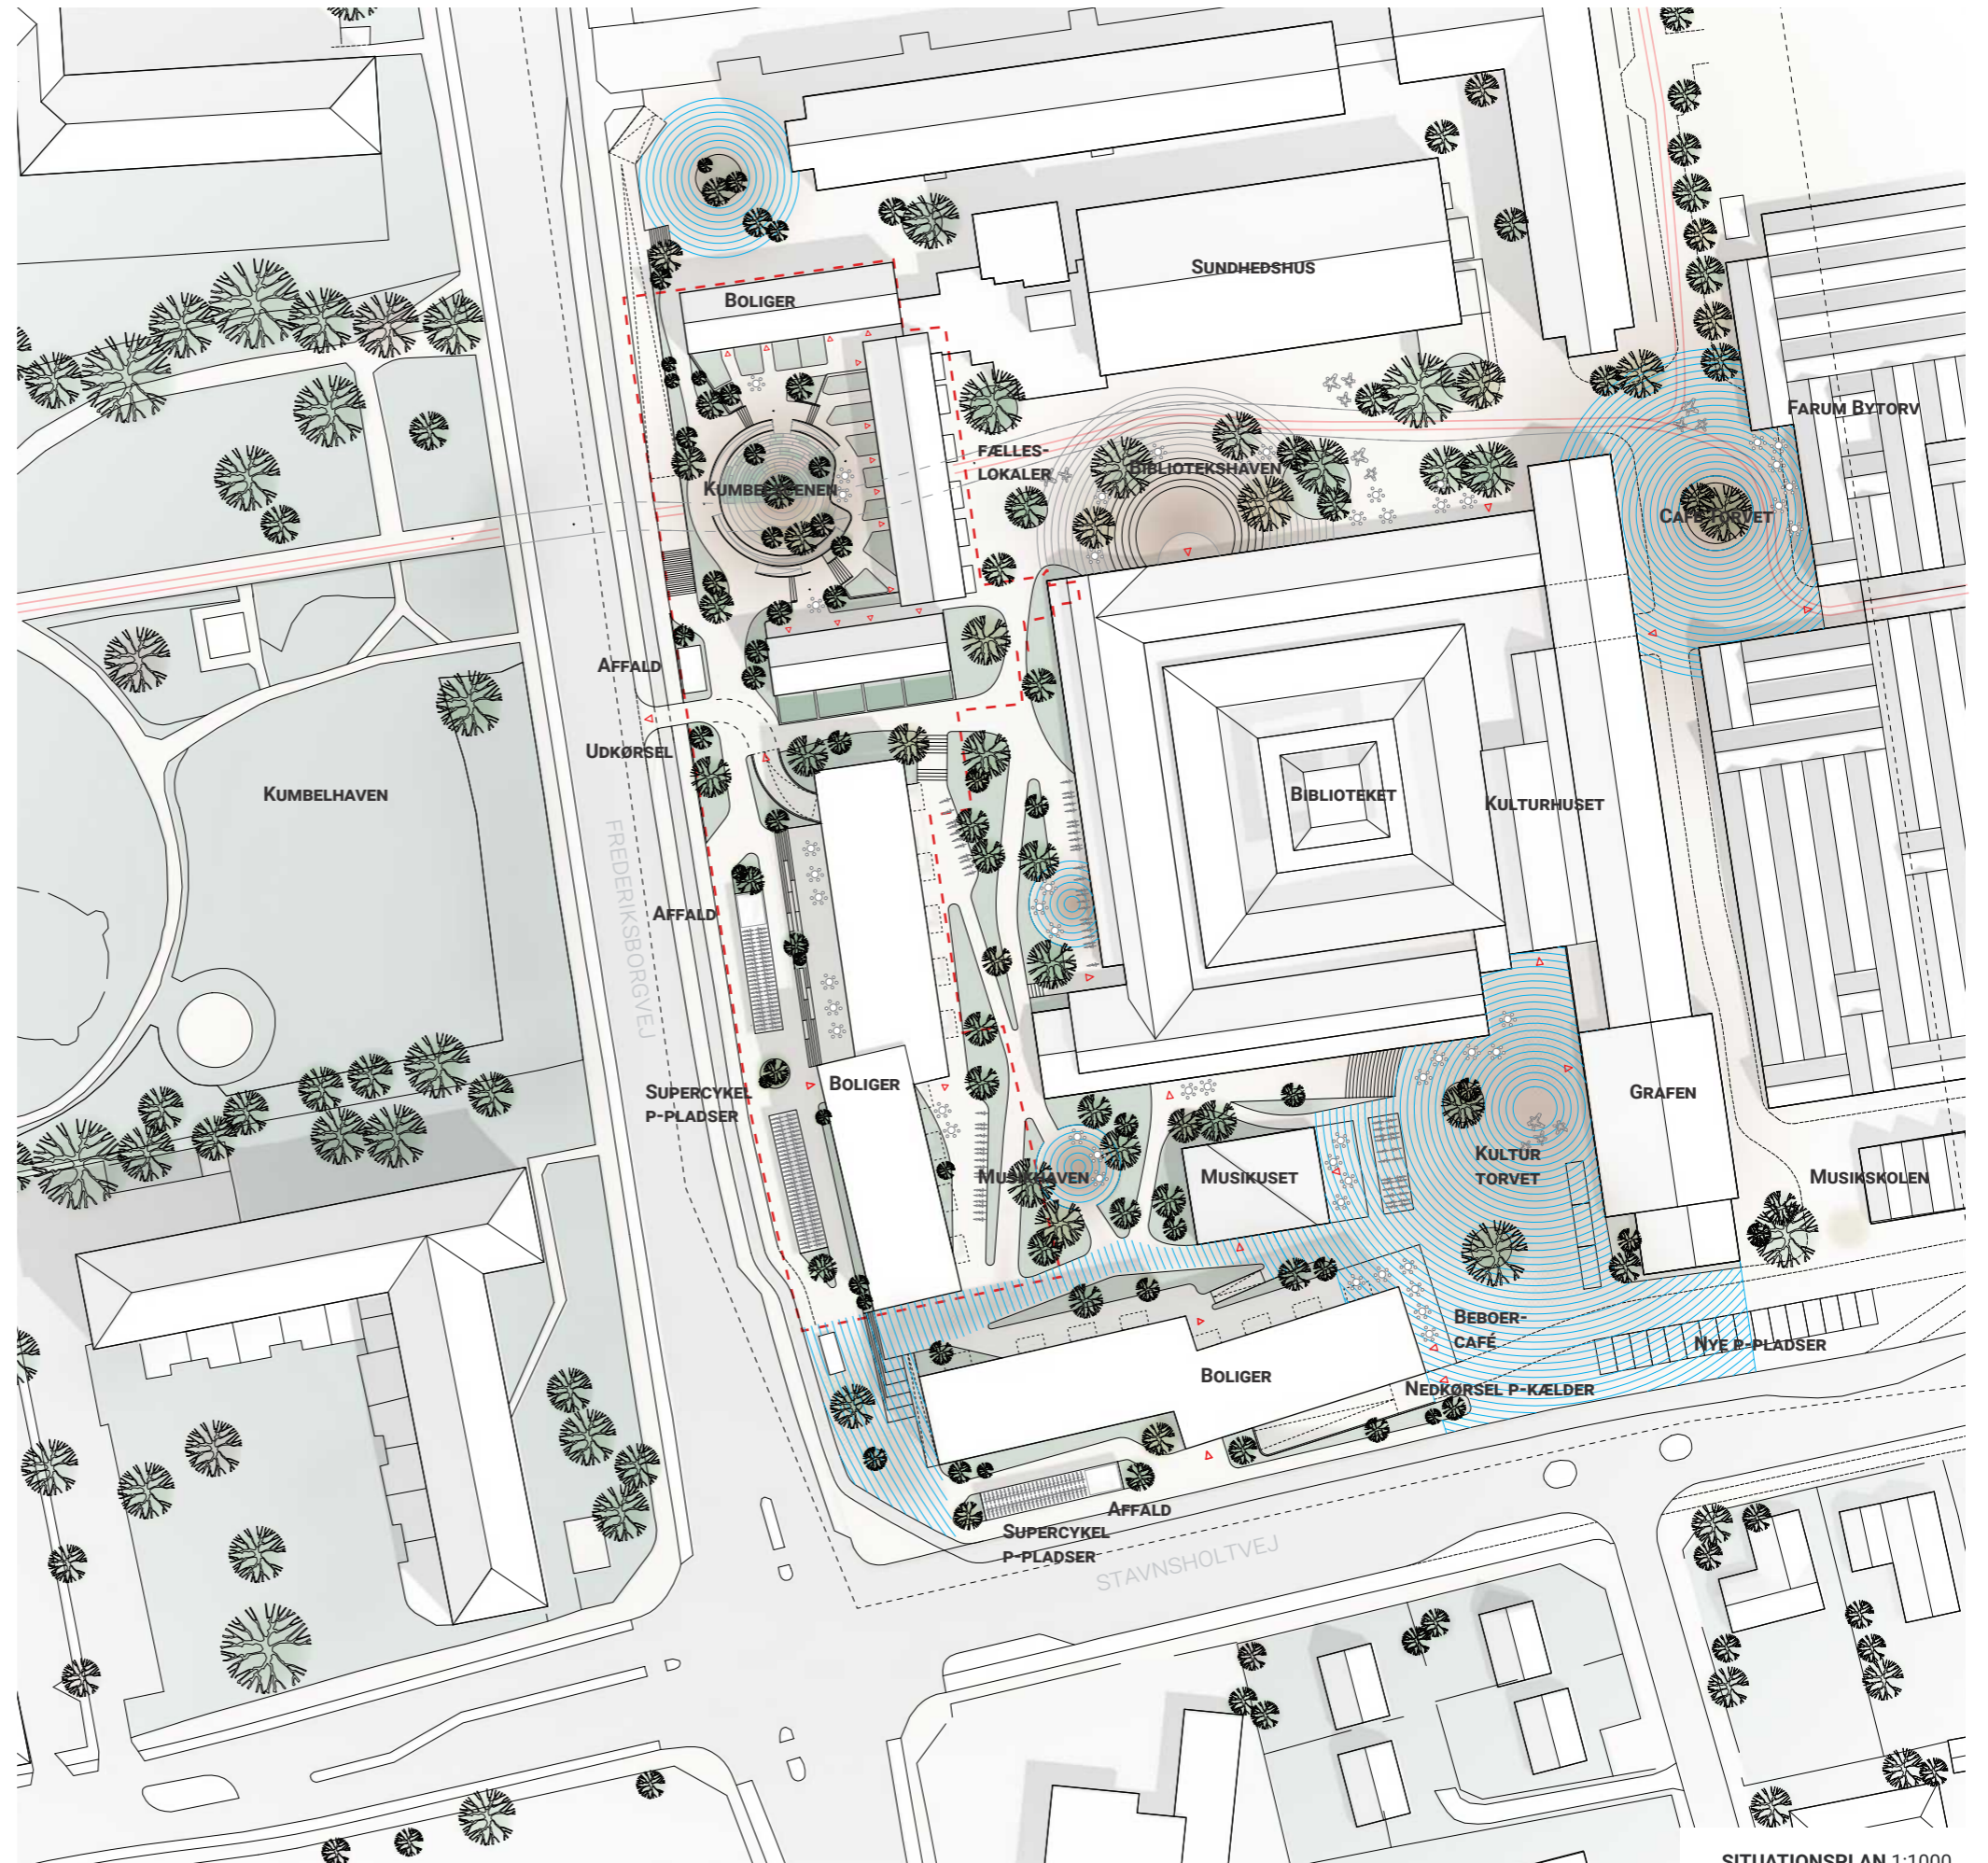 SUNDHEDSHUS
BOLIGER
FARUM BYTORV
FÆLLES-
LOKALER
BIBLIOTEKSHAVEN
KUMBELSCENEN
CAFÉTORVET
AFFALD
UDKØRSEL
KUMBELHAVEN
BIBLIOTEKET
KULTURHUSET
FREDERIKSBORGVEJ
AFFALD
BOLIGER
SUPERCYKEL
P-PLADSER
GRAFEN
KULTUR
TORVET
MUSIKHAVEN
MUSIKUSET
MUSIKSKOLEN
BEBOER-
CAFÉ
NYE P-PLADSER
BOLIGER
NEDKØRSEL P-KÆLDER
AFFALD
SUPERCYKEL
P-PLADSER
STAVNSHOLTVEJ
SITUATIONSPLAN 1:1000